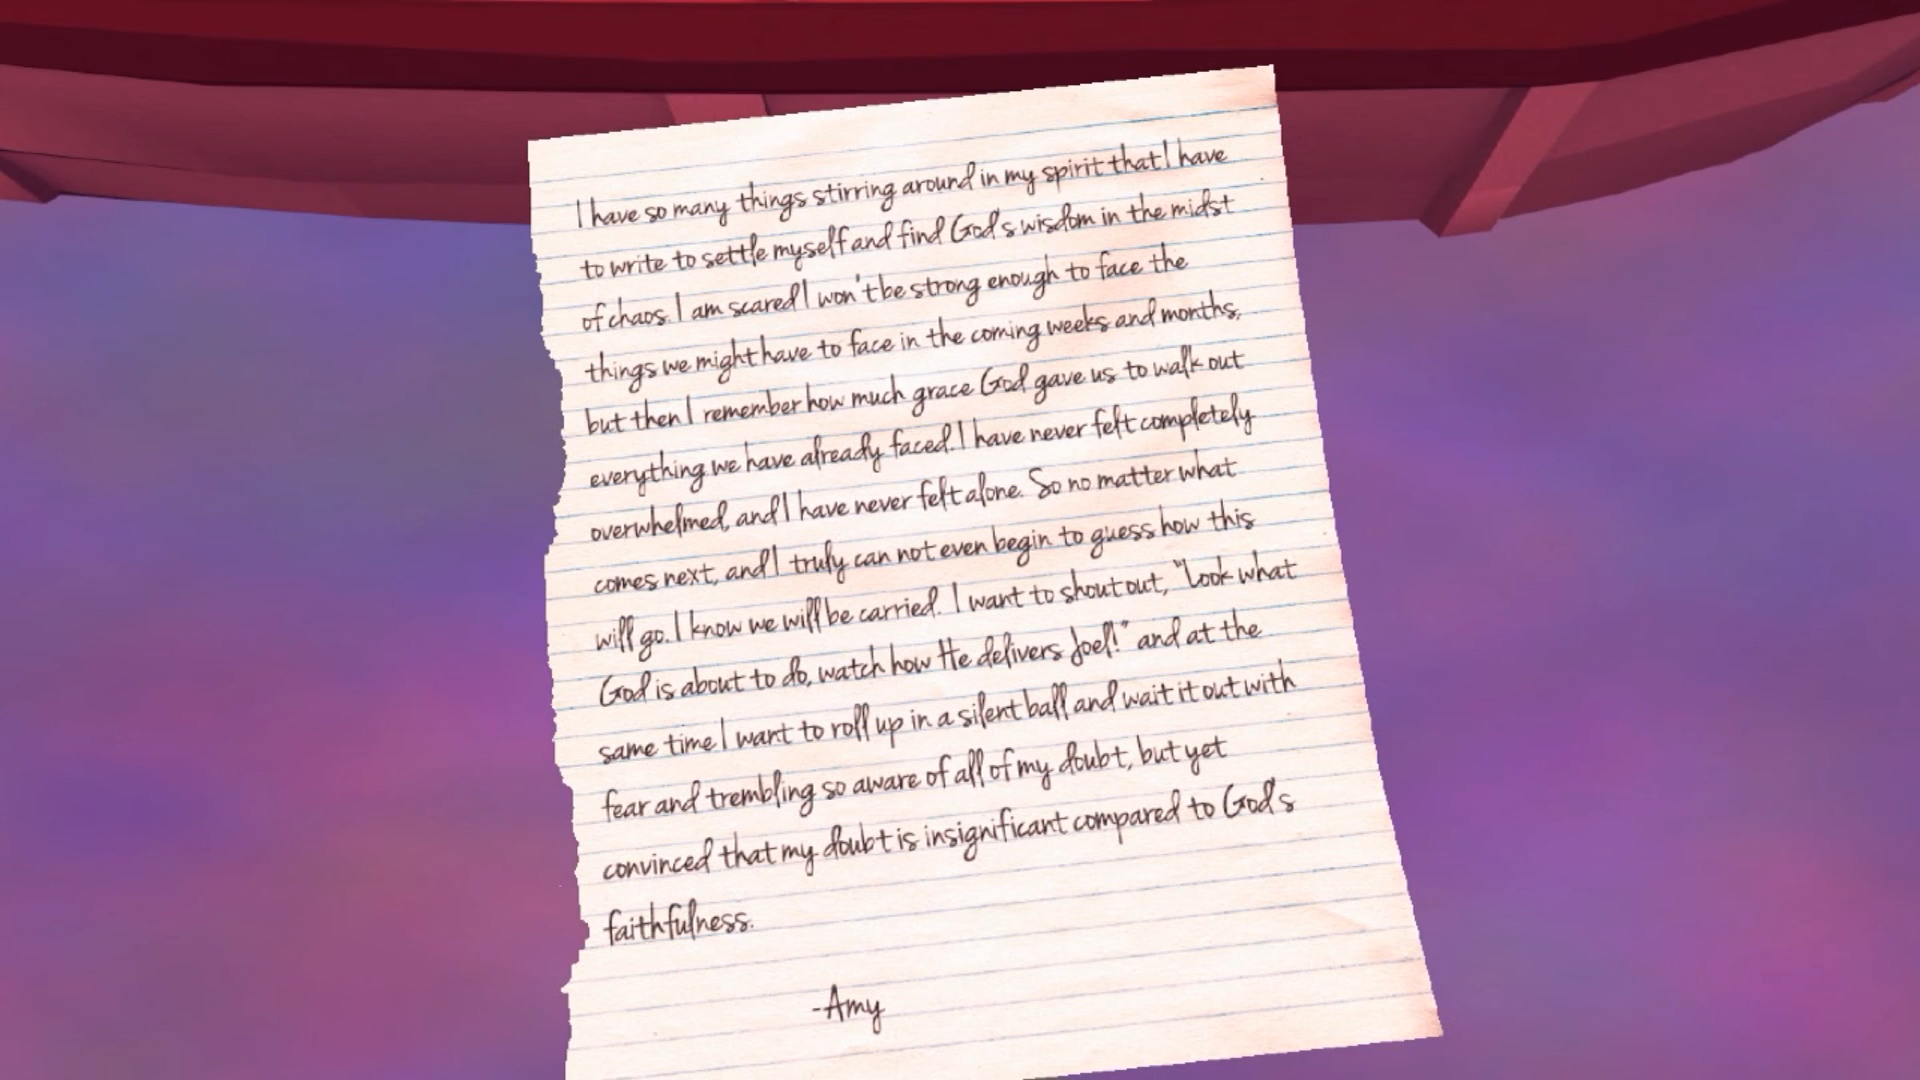 I have so many things stirring around in my spirit that I have
to write to settle myself and find God's wisdom in the midst
of chaos. I am scared I won't be strong enough to face the
things we might have to face in the coming weeks and months,
but then I remember how much grace God gave us to walk out
everything we have already faced. I have never felt completely
overwhelmed, and I have never felt alone. So no matter what
comes next, and I truly can not even begin to guess how this
will go. I know we will be carried. I want to shout out, "Look what
God is about to do, watch how He delivers Joel!" and at the
same time I want to roll up in a silent ball and wait it out with
fear and trembling so aware of all of my doubt, but yet
convinced that my doubt is insignificant compared to God's
faithfulness.
-Amy